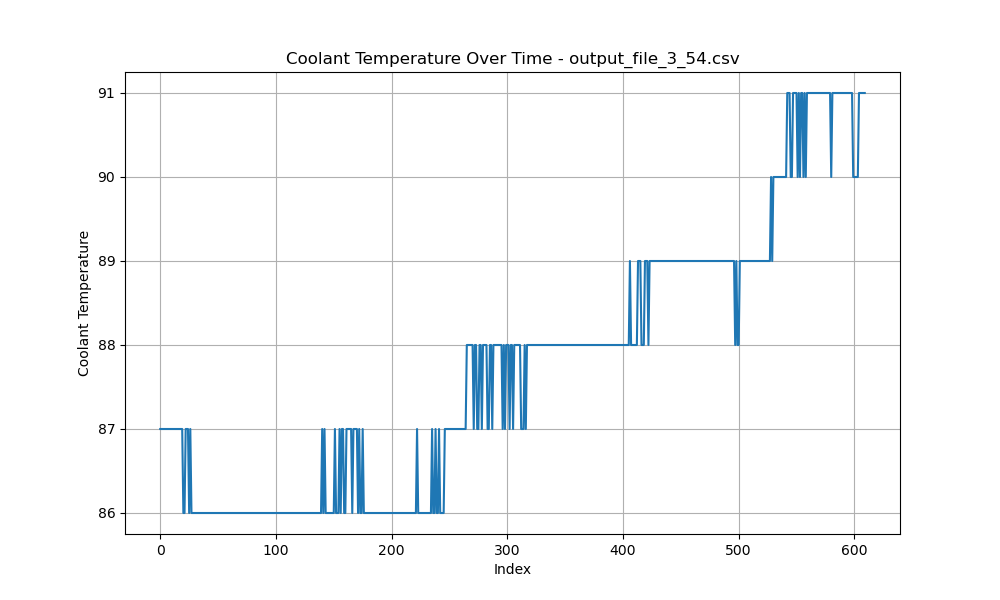 Coolant Temperature Over Time - output_file_3_54.csv
91
90
89
88
87
86
Coolant Temperature
0 100 200 300 400 500 600
Index